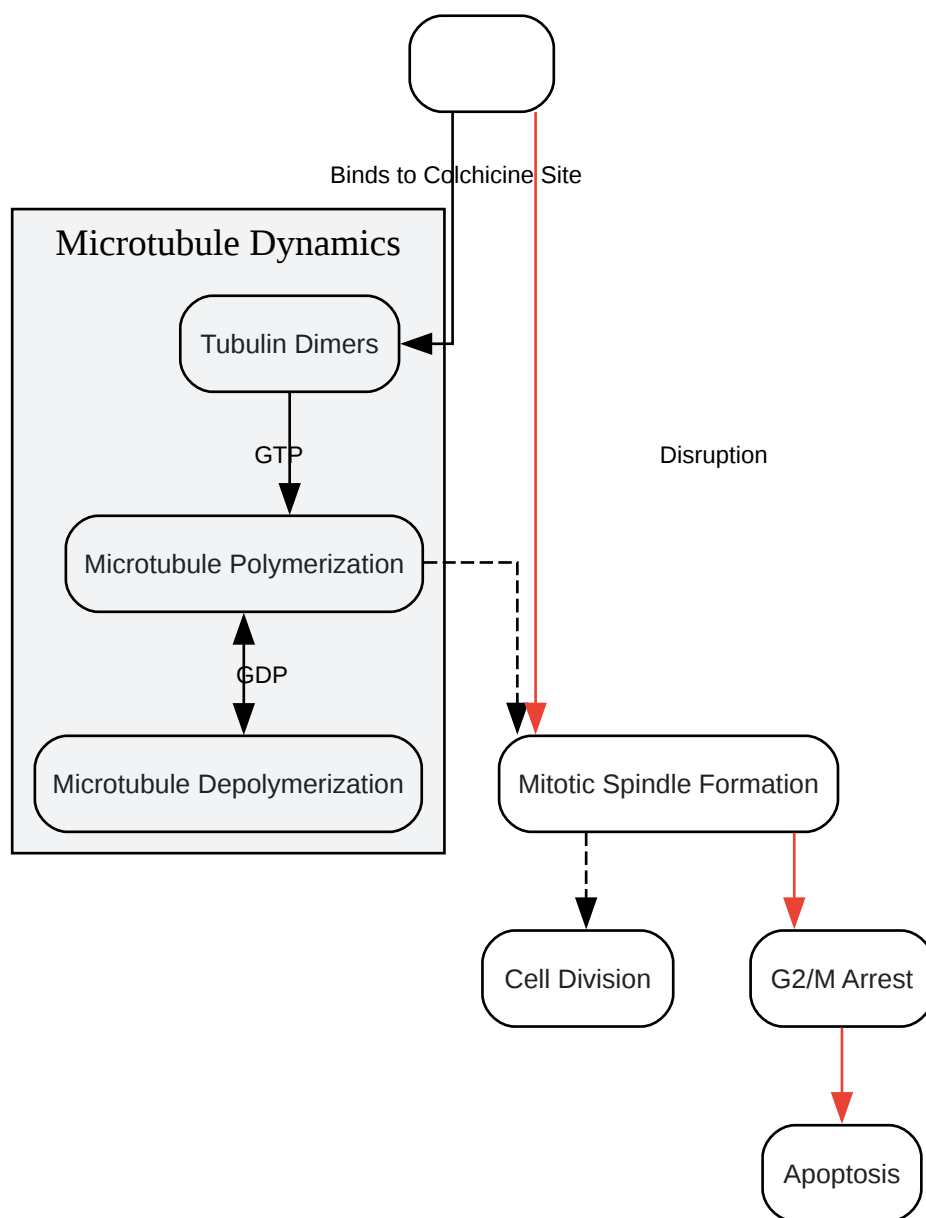 Binds to Colchicine Site
Microtubule Dynamics
Tubulin Dimers
GTP
Disruption
Microtubule Polymerization
GDP
Microtubule Depolymerization
Mitotic Spindle Formation
Cell Division
G2/M Arrest
Apoptosis